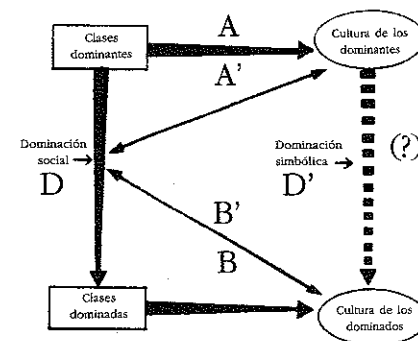 A
Clases
dominantes
Cultura de los
dominantes
A'
Dominación
social
D
Dominación
simbólica
D'
(?)
B'
B
Clases
dominadas
Cultura de los
dominados